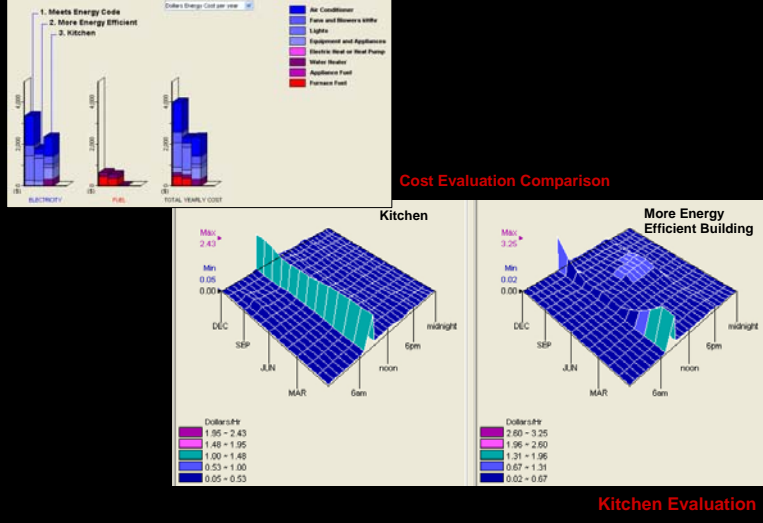 1. Meets Energy Code
2. More Energy Efficient
3. Kitchen
Dollars Energy Cost per year
Air Conditioner
Fans and Blowers
Lights
Equipment and Appliances
Electric Heat or Heat Pump
Water Heater
Appliance Fuel
Furnace Fuel
4,000
2,000
0
($)
4,000
2,000
0
($)
4,000
2,000
0
($)
ELECTRICITY
FUEL
TOTAL YEARLY COST
Cost Evaluation Comparison
Kitchen
Max
2.43
Min
0.05
0.00
DEC
SEP
JUN
MAR
6am
noon
6pm
midnight
Dollars/Hr
1.95 - 2.43
1.48 - 1.95
1.00 - 1.48
0.53 - 1.00
0.05 - 0.53
More Energy
Efficient Building
Max
3.25
Min
0.02
0.00
DEC
SEP
JUN
MAR
6am
noon
6pm
midnight
Dollars/Hr
2.60 - 3.25
1.96 - 2.60
1.31 - 1.96
0.67 - 1.31
0.02 - 0.67
Kitchen Evaluation